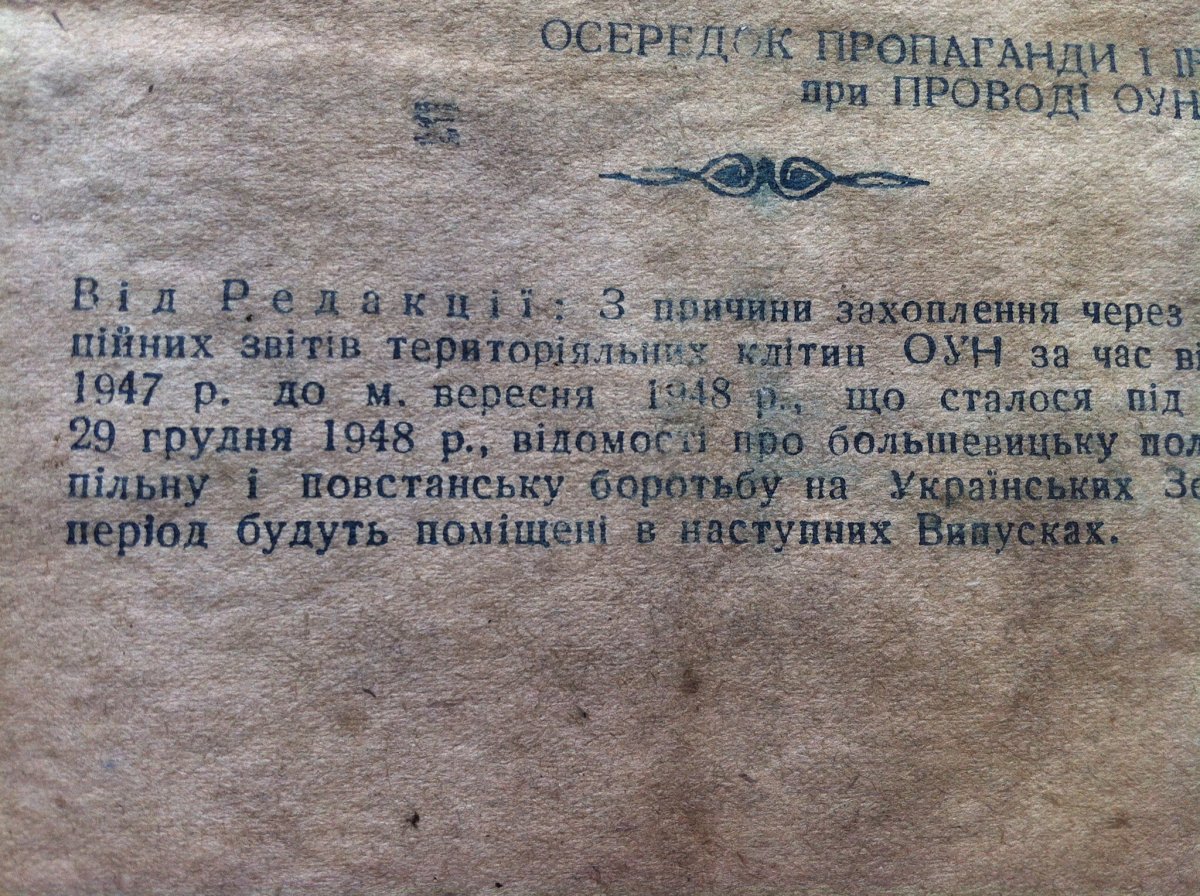 ОСЕРЕДОК ПРОПАГАНДИ І
при ПРОВОДІ ОУН
Від Редакції: З причини захоплення через
пійних звітів територіяльних клітин ОУН за час
1947 р. до м. вересня 1948 р., що сталося під
29 грудня 1948 р., відомості про большевицьку
пільну і повстанську боротьбу на Українських
період будуть поміщені в наступних Випусках.